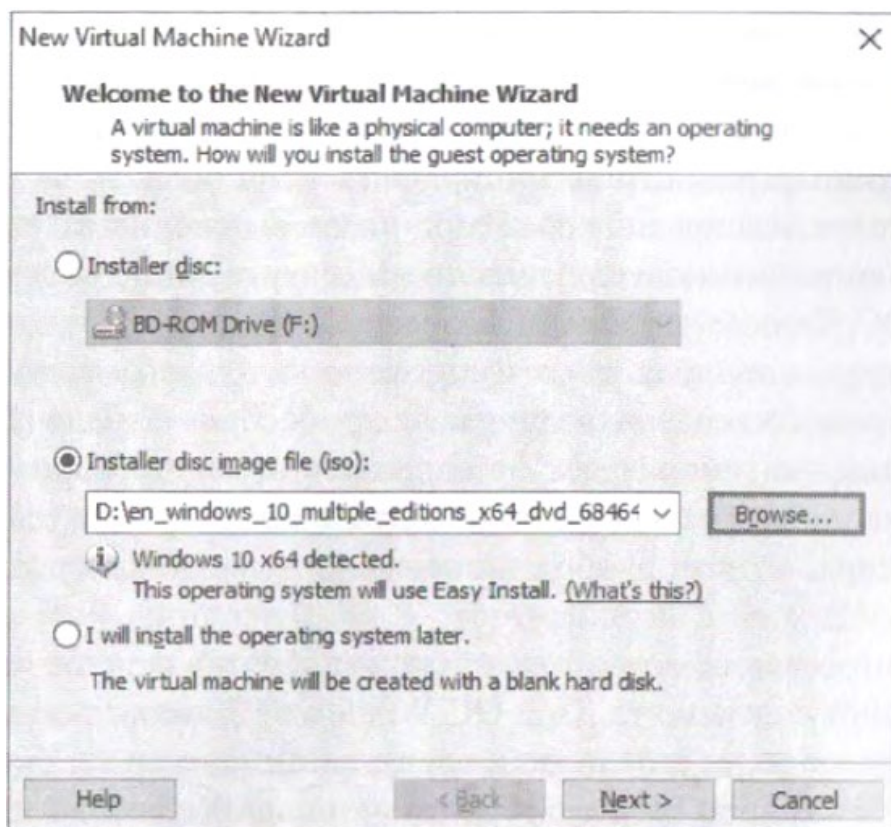 New Virtual Machine Wizard
Welcome to the New Virtual Machine Wizard
A virtual machine is like a physical computer; it needs an operating
system. How will you install the guest operating system?
Install from:
Installer disc:
BD-ROM Drive (F:)
Installer disc image file (iso):
D:\en_windows_10_multiple_editions_x64_dvd_68464 Browse...
Windows 10 x64 detected.
This operating system will use Easy Install. (What's this?)
I will install the operating system later.
The virtual machine will be created with a blank hard disk.
Help < Back Next > Cancel